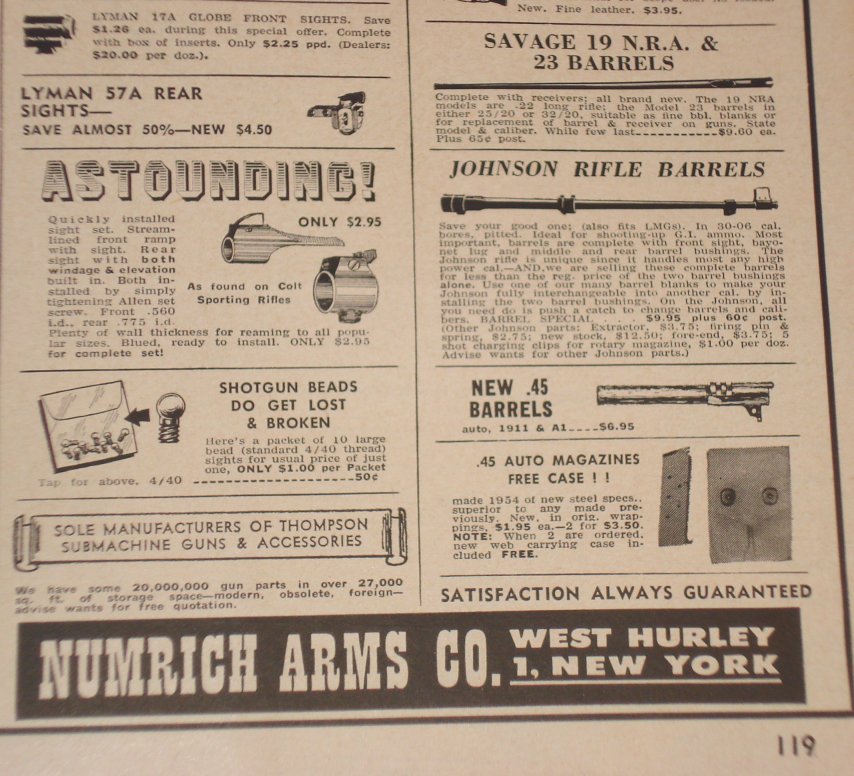 LYMAN 17A GLOBE FRONT SIGHTS. Save
$1.26 ea. during this special offer. Complete
with box of inserts. Only $2.25 ppd. (Dealers:
$20.00 per doz.).
LYMAN 57A REAR
SIGHTS—
SAVE ALMOST 50%—NEW $4.50
ASTOUNDING!
Quickly installed
sight set. Stream-
lined front ramp
with sight. Rear
sight with both
windage & elevation
built in. Both in-
stalled by simply
tightening Allen set
screw. Front .560
i.d., rear .775 i.d.
Plenty of wall thickness for reaming to all popu-
lar sizes. Blued, ready to install. ONLY $2.95
for complete set!
ONLY $2.95
As found on Colt
Sporting Rifles
SHOTGUN BEADS
DO GET LOST
& BROKEN
Here's a packet of 10 large
bead (standard 4/40 thread)
sights for usual price of just
one, ONLY $1.00 per Packet
Tap for above. 4/40 --------------------50¢
SOLE MANUFACTURERS OF THOMPSON
SUBMACHINE GUNS & ACCESSORIES
We have some 20,000,000 gun parts in over 27,000
sq. ft. of storage space—modern, obsolete, foreign—
advise wants for free quotation.
New. Fine leather. $3.95.
SAVAGE 19 N.R.A. &
23 BARRELS
Complete with receivers; all brand new. The 19 NRA
models are .22 long rifle; the Model 23 barrels in
either 25/20 or 32/20, suitable as fine bbl. blanks or
for replacement of barrel & receiver on guns. State
model & caliber. While few last-----------$9.60 ea.
Plus 65¢ post.
JOHNSON RIFLE BARRELS
Save your good one; (also fits LMGs). In 30-06 cal.
bores, pitted. Ideal for shooting-up G.I. ammo. Most
important, barrels are complete with front sight, bayo-
net lug and middle and rear barrel bushings. The
Johnson rifle is unique since it handles most any high
power cal.—AND, we are selling these complete barrels
for less than the reg. price of the two barrel bushings
alone. Use one of our many barrel blanks to make your
Johnson fully interchangeable into another cal. by in-
stalling the two barrel bushings. On the Johnson, all
you need do is push a catch to change barrels and cali-
bers. BARREL SPECIAL . . . $9.95 plus 60c post.
(Other Johnson parts: Extractor, $3.75; firing pin &
spring, $2.75; new stock, $12.50; fore-end, $3.75; 5
shot charging clips for rotary magazine, $1.00 per doz.
Advise wants for other Johnson parts.)
NEW .45
BARRELS
auto, 1911 & A1----$6.95
.45 AUTO MAGAZINES
FREE CASE ! !
made 1954 of new steel specs.,
superior to any made pre-
viously. New, in orig. wrap-
pings, $1.95 ea.—2 for $3.50.
NOTE: When 2 are ordered,
new web carrying case in-
cluded FREE.
SATISFACTION ALWAYS GUARANTEED
NUMRICH ARMS CO. WEST HURLEY
1, NEW YORK
119